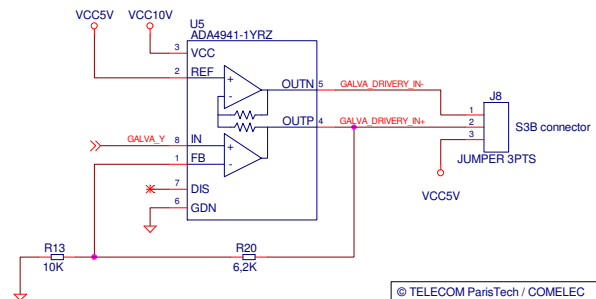 VCC5V
VCC10V
U5
ADA4941-1YRZ
3
VCC
2
REF
OUTN
5
GALVA_DRIVERY_IN-
J8
OUTP
4
GALVA_DRIVERY_IN+
1
2
3
S3B connector
JUMPER 3PTS
GALVA_Y
8
IN
1
FB
7
DIS
6
GDN
VCC5V
R13
10K
R20
6,2K
© TELECOM ParisTech / COMELEC